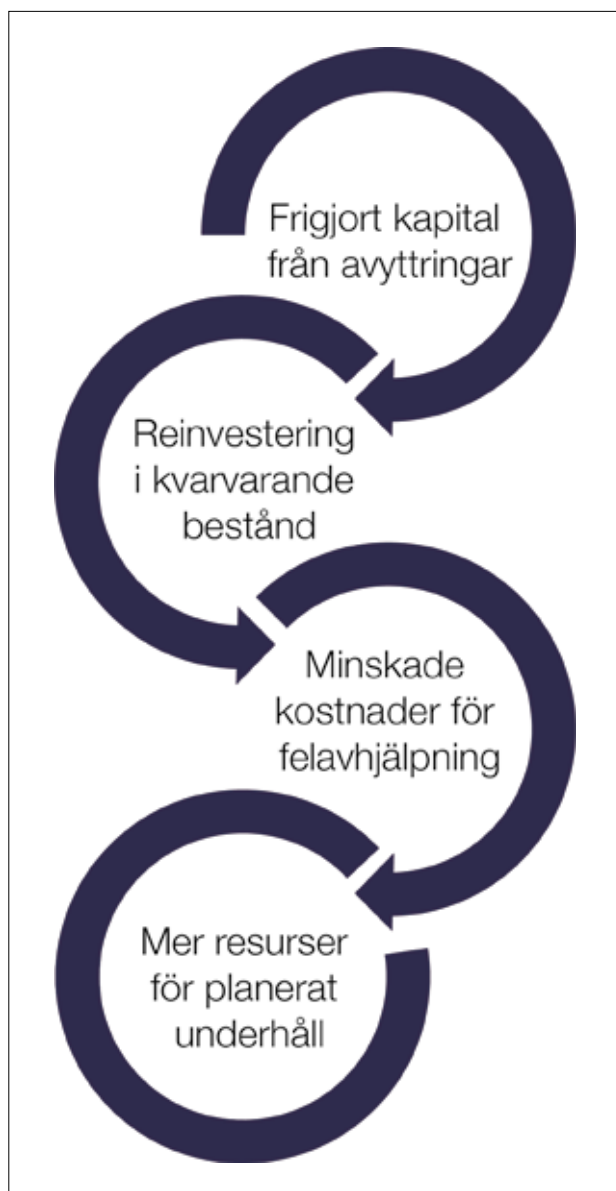 Frigjort kapital
från avyttringar
Reinvestering
i kvarvarande
bestånd
Minskade
kostnader för
felavhjälpning
Mer resurser
för planerat
underhåll